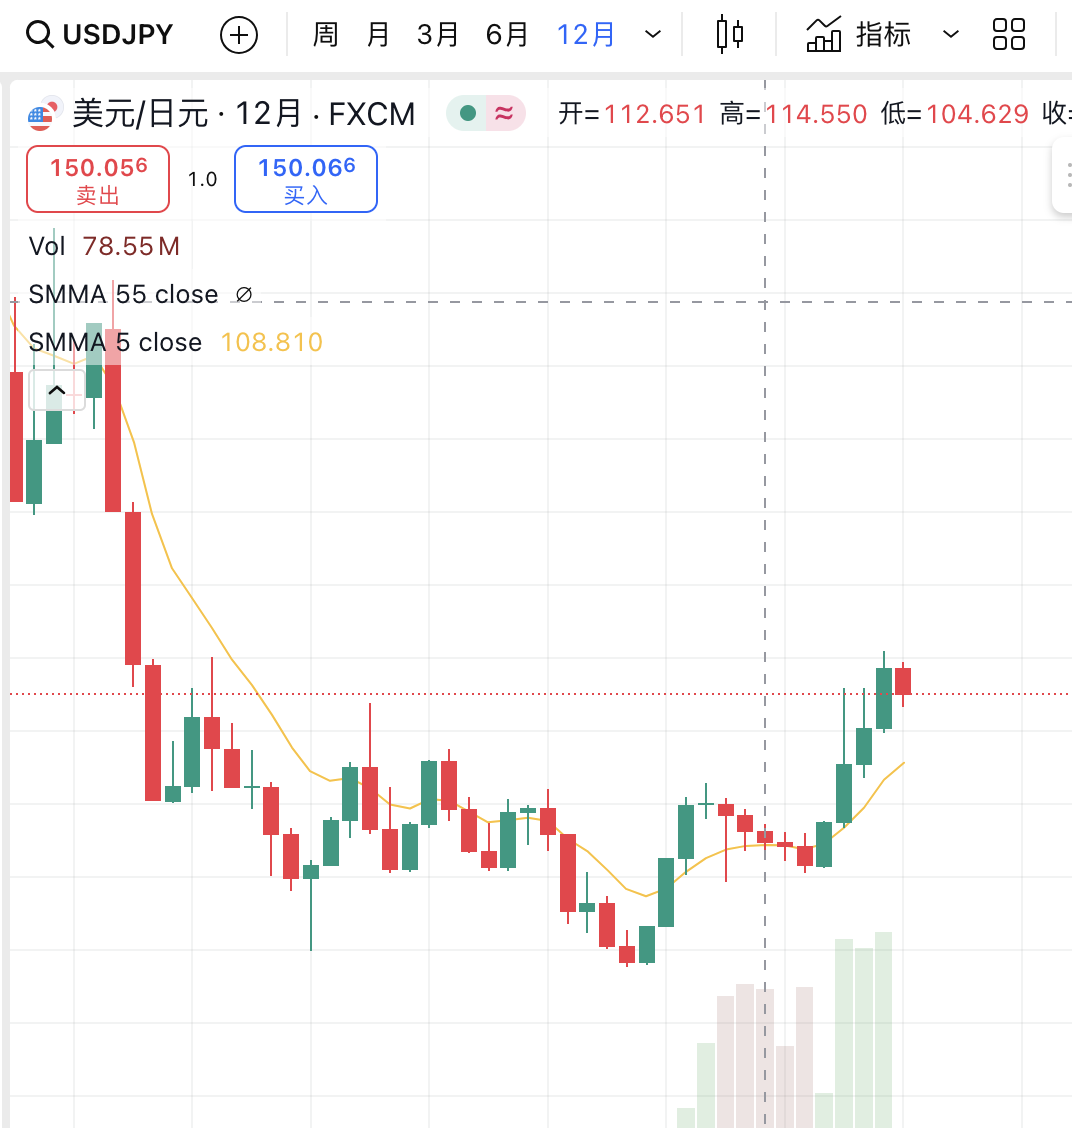 USDJPY 周 月 3月 6月 12月 指标
美元/日元 · 12月 · FXCM 开=112.651 高=114.550 低=104.629 收=
150.056 1.0 150.066
卖出 买入
Vol 78.55M
SMMA 55 close ∅
SMMA 5 close 108.810